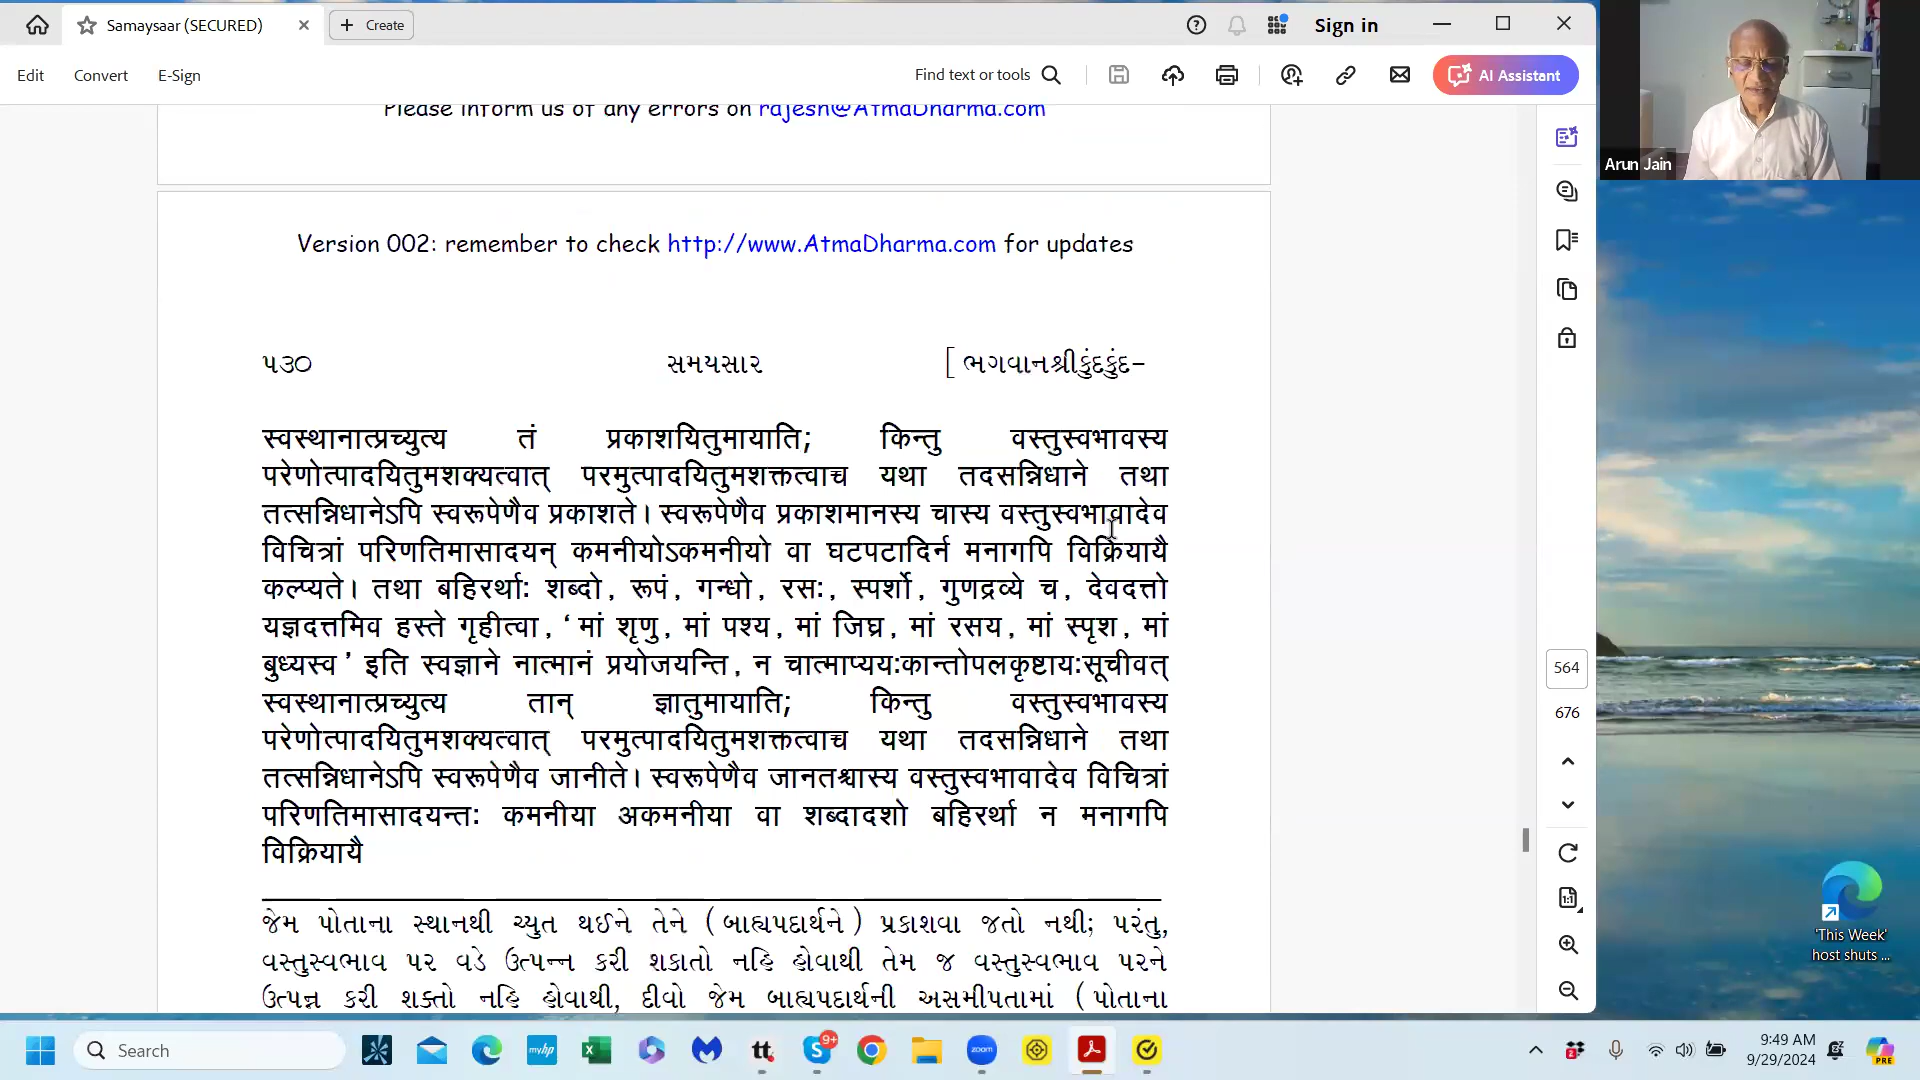 Samaysaar (SECURED)
Create
Sign in
Edit
Convert
E-Sign
Find text or tools
AI Assistant
Please inform us of any errors on rajesh@AtmaDharma.com
Version 002: remember to check http://www.AtmaDharma.com for updates
૫૩૦ સમયસાર [ ભગવાનશ્રીકુંદકુંદ-
स्वस्थानात्प्रच्युत्य तं प्रकाशयितुमायाति; किन्तु वस्तुस्वभावस्य
परेणोत्पादयितुमशक्यत्वात् परमुत्पादयितुमशक्तत्वाच्च यथा तदसन्निधाने तथा
तत्सन्निधानेऽपि स्वरूपेणैव प्रकाशते। स्वरूपेणैव प्रकाशमानस्य चास्य वस्तुस्वभावादेव
विचित्रां परिणतिमासादयन् कमनीयोऽकमनीयो वा घटपटादिर्न मनागपि विक्रियायै
कल्प्यते। तथा बहिरर्थाः शब्दो, रूपं, गन्धो, रसः, स्पर्शो, गुणद्रव्ये च, देवदत्तो
यज्ञदत्तमिव हस्ते गृहीत्वा, ‘मां शृणु, मां पश्य, मां जिघ्र, मां रसय, मां स्पृश, मां
बुध्यस्व’ इति स्वज्ञाने नात्मानं प्रयोजयन्ति, न चात्माप्ययःकान्तोपलकृष्टायःसूचीवत्
स्वस्थानात्प्रच्युत्य तान् ज्ञातुमायाति; किन्तु वस्तुस्वभावस्य
परेणोत्पादयितुमशक्यत्वात् परमुत्पादयितुमशक्तत्वाच्च यथा तदसन्निधाने तथा
तत्सन्निधानेऽपि स्वरूपेणैव जानीते। स्वरूपेणैव जानतश्चास्य वस्तुस्वभावादेव विचित्रां
परिणतिमासादयन्तः कमनीया अकमनीया वा शब्दादशो बहिरर्था न मनागपि
विक्रियायै
જેમ પોતાના સ્થાનથી ચ્યુત થઈને તેને (બાહ્યપદાર્થને) પ્રકાશવા જતો નથી; પરંતુ,
વસ્તુસ્વભાવ પર વડે ઉત્પન્ન કરી શકાતો નહિ હોવાથી તેમ જ વસ્તુસ્વભાવ પરને
ઉત્પન્ન કરી શક્તો નહિ હોવાથી, દીવો જેમ બાહ્યપદાર્થની અસમીપતામાં (પોતાના
564
676
Arun Jain
'This Week'
host shuts ...
Search
myhp
tt
9+
zoom
9:49 AM
9/29/2024
PRE